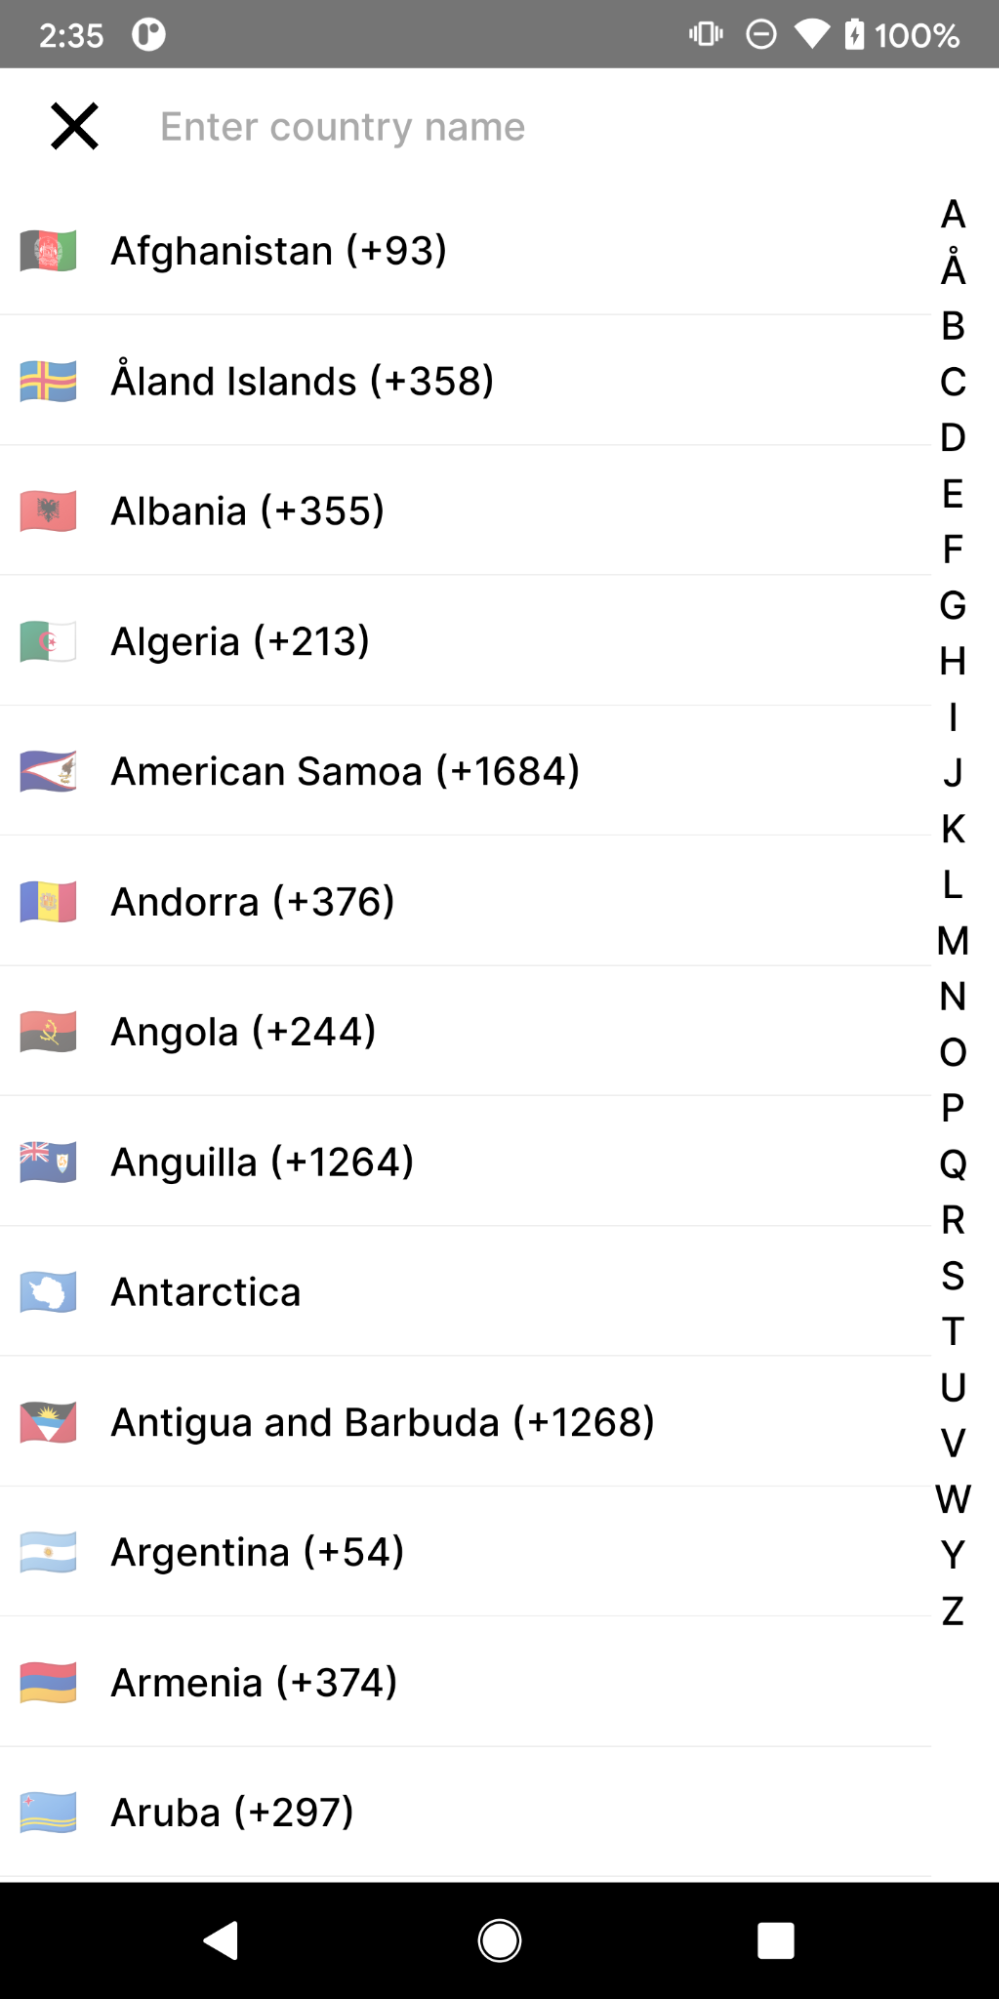 2:35
100%
Enter country name
Afghanistan (+93)
Åland Islands (+358)
Albania (+355)
Algeria (+213)
American Samoa (+1684)
Andorra (+376)
Angola (+244)
Anguilla (+1264)
Antarctica
Antigua and Barbuda (+1268)
Argentina (+54)
Armenia (+374)
Aruba (+297)
A
Å
B
C
D
E
F
G
H
I
J
K
L
M
N
O
P
Q
R
S
T
U
V
W
Y
Z